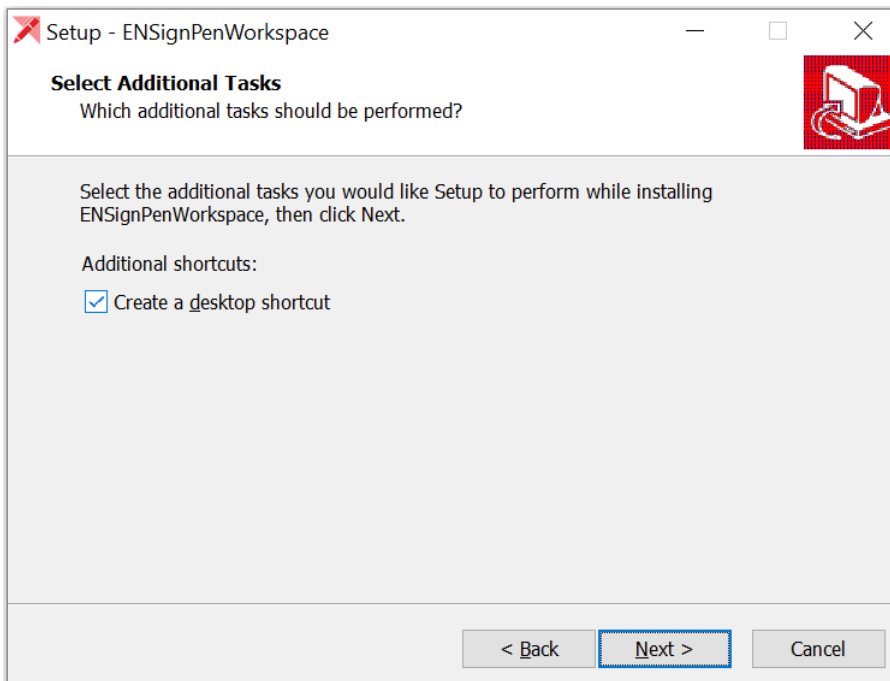 Setup - ENSignPenWorkspace
Select Additional Tasks
Which additional tasks should be performed?
Select the additional tasks you would like Setup to perform while installing
ENSignPenWorkspace, then click Next.
Additional shortcuts:
Create a desktop shortcut
< Back
Next >
Cancel